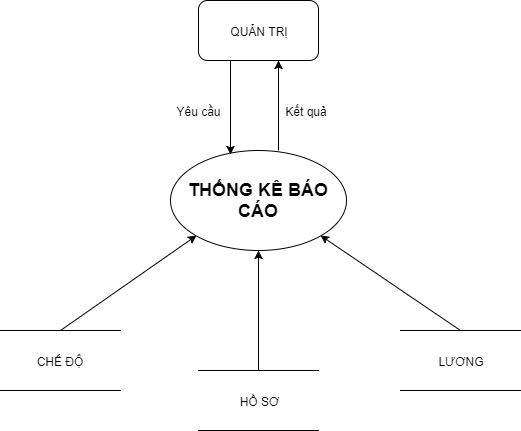 QUẢN TRỊ
Yêu cầu
Kết quả
THỐNG KÊ BÁO
CÁO
CHẾ ĐỘ
LƯƠNG
HỒ SƠ